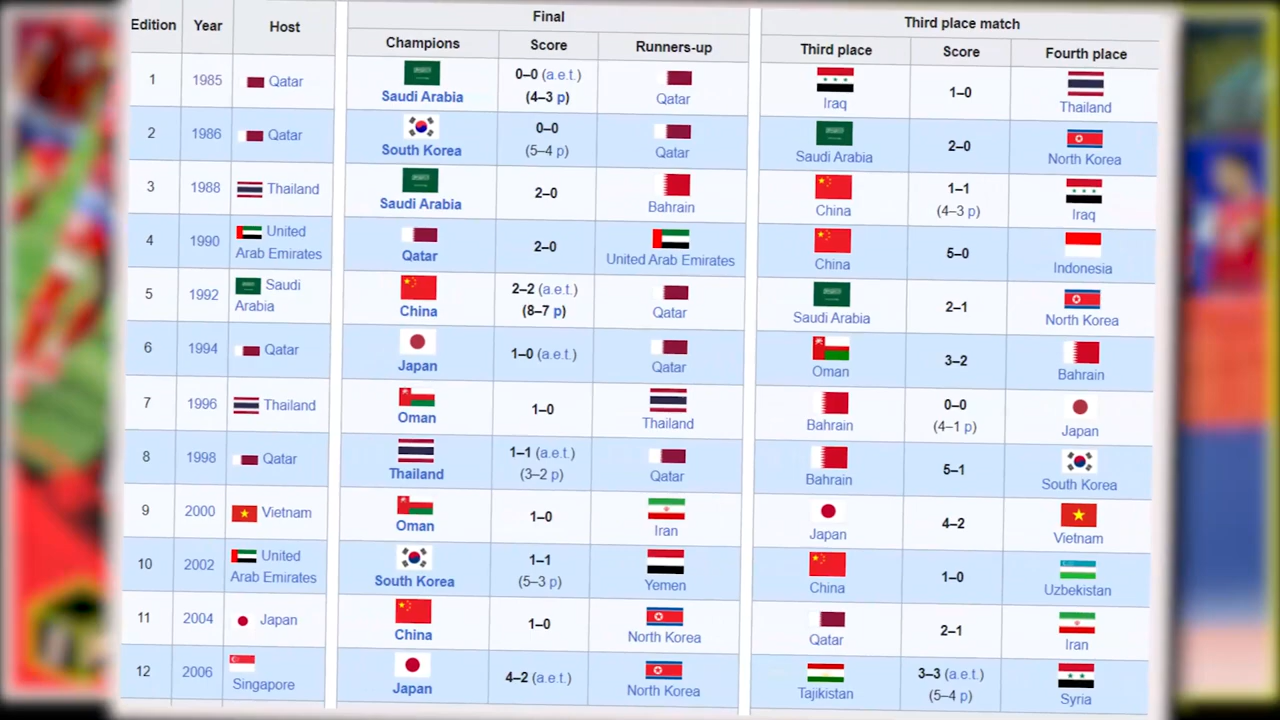 Final
Third place match
Edition Year Host
Champions Score Runners-up
Third place Score Fourth place
1 1985 Qatar Saudi Arabia 0–0 (a.e.t.) (4–3 p) Qatar Iraq 1–0 Thailand
2 1986 Qatar South Korea 0–0 (5–4 p) Qatar Saudi Arabia 2–0 North Korea
3 1988 Thailand Saudi Arabia 2–0 Bahrain China 1–1 (4–3 p) Iraq
4 1990 United Arab Emirates Qatar 2–0 United Arab Emirates China 5–0 Indonesia
5 1992 Saudi Arabia China 2–2 (a.e.t.) (8–7 p) Qatar Saudi Arabia 2–1 North Korea
6 1994 Qatar Japan 1–0 (a.e.t.) Qatar Oman 3–2 Bahrain
7 1996 Thailand Oman 1–0 Thailand Bahrain 0–0 (4–1 p) Japan
8 1998 Qatar Thailand 1–1 (a.e.t.) (3–2 p) Qatar Bahrain 5–1 South Korea
9 2000 Vietnam Oman 1–0 Iran Japan 4–2 Vietnam
10 2002 United Arab Emirates South Korea 1–1 (5–3 p) Yemen China 1–0 Uzbekistan
11 2004 Japan China 1–0 North Korea Qatar 2–1 Iran
12 2006 Singapore Japan 4–2 (a.e.t.) North Korea Tajikistan 3–3 (a.e.t.) (5–4 p) Syria